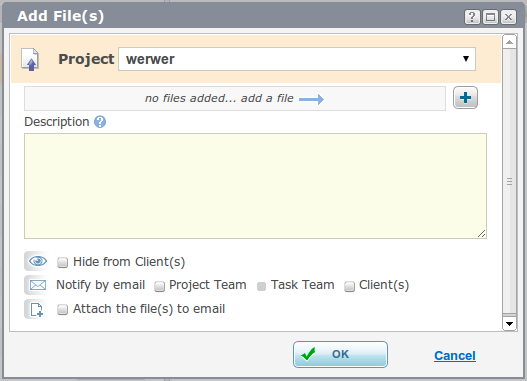 Add File(s)
Project werwer
no files added... add a file
Description
Hide from Client(s)
Notify by email Project Team Task Team Client(s)
Attach the file(s) to email
OK Cancel